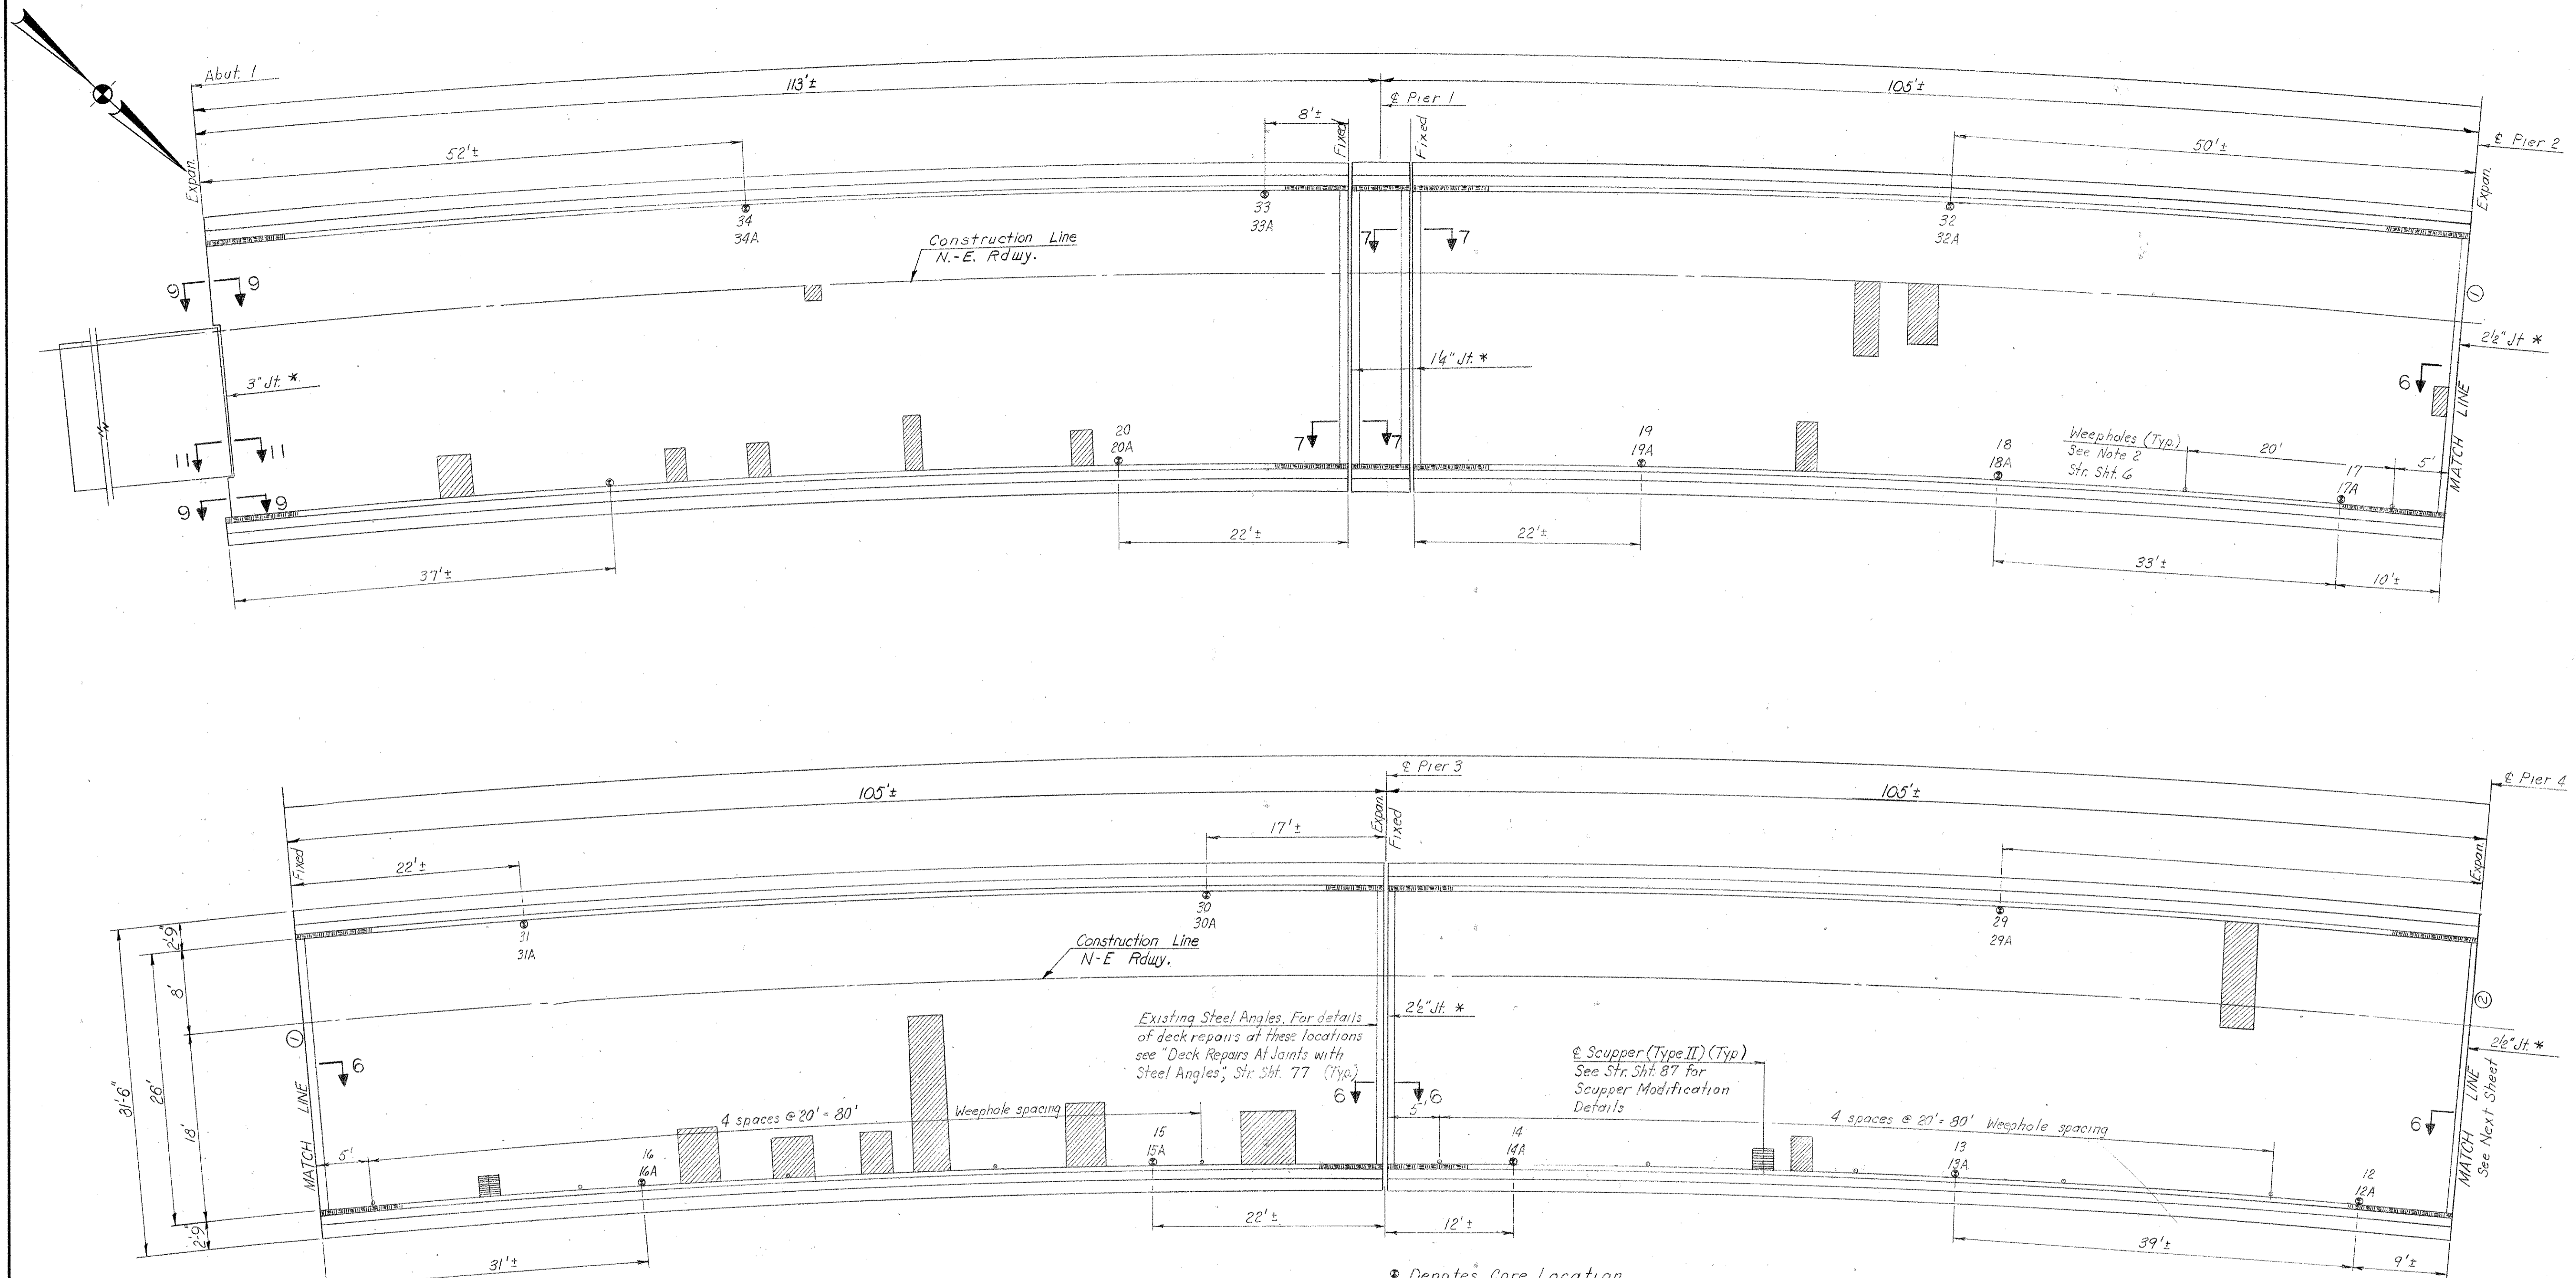 Abut. 1
113'±
℄ Pier 1
105'±
8'±
Fixed
Fixed
52'±
50'±
℄ Pier 2
Expan.
Expan.
34
34A
33
33A
32
32A
Construction Line
N.-E. Rdwy.
7 7
9 9
1
3" Jt. *
1¼" Jt. *
2½" Jt *
6
MATCH LINE
11 11
20
20A
7 7
19
19A
18
18A
Weepholes (Typ.)
See Note 2
Str. Sht. 6
20'
5'
17
17A
9 9
22'±
22'±
37'±
33'±
10'±
℄ Pier 3
℄ Pier 4
105'±
105'±
Expan.
Fixed
17'±
Fixed
22'±
Expan.
31
31A
30
30A
29
29A
2'-9"
8'
31'-6"
26'
18'
2'-9"
Construction Line
N-E Rdwy.
1
MATCH LINE
6
Existing Steel Angles. For details
of deck repairs at these locations
see "Deck Repairs At Joints with
Steel Angles", Str. Sht. 77 (Typ.)
2½" Jt. *
℄ Scupper (Type II) (Typ)
See Str. Sht. 87 for
Scupper Modification
Details
2
2½" Jt. *
MATCH LINE
See Next Sheet
6 6
6
5'
4 spaces @ 20' = 80' Weephole spacing
5'
4 spaces @ 20' = 80' Weephole spacing
16
16A
15
15A
14
14A
13
13A
12
12A
22'±
12'±
31'±
39'±
9'±
Denotes Core Location